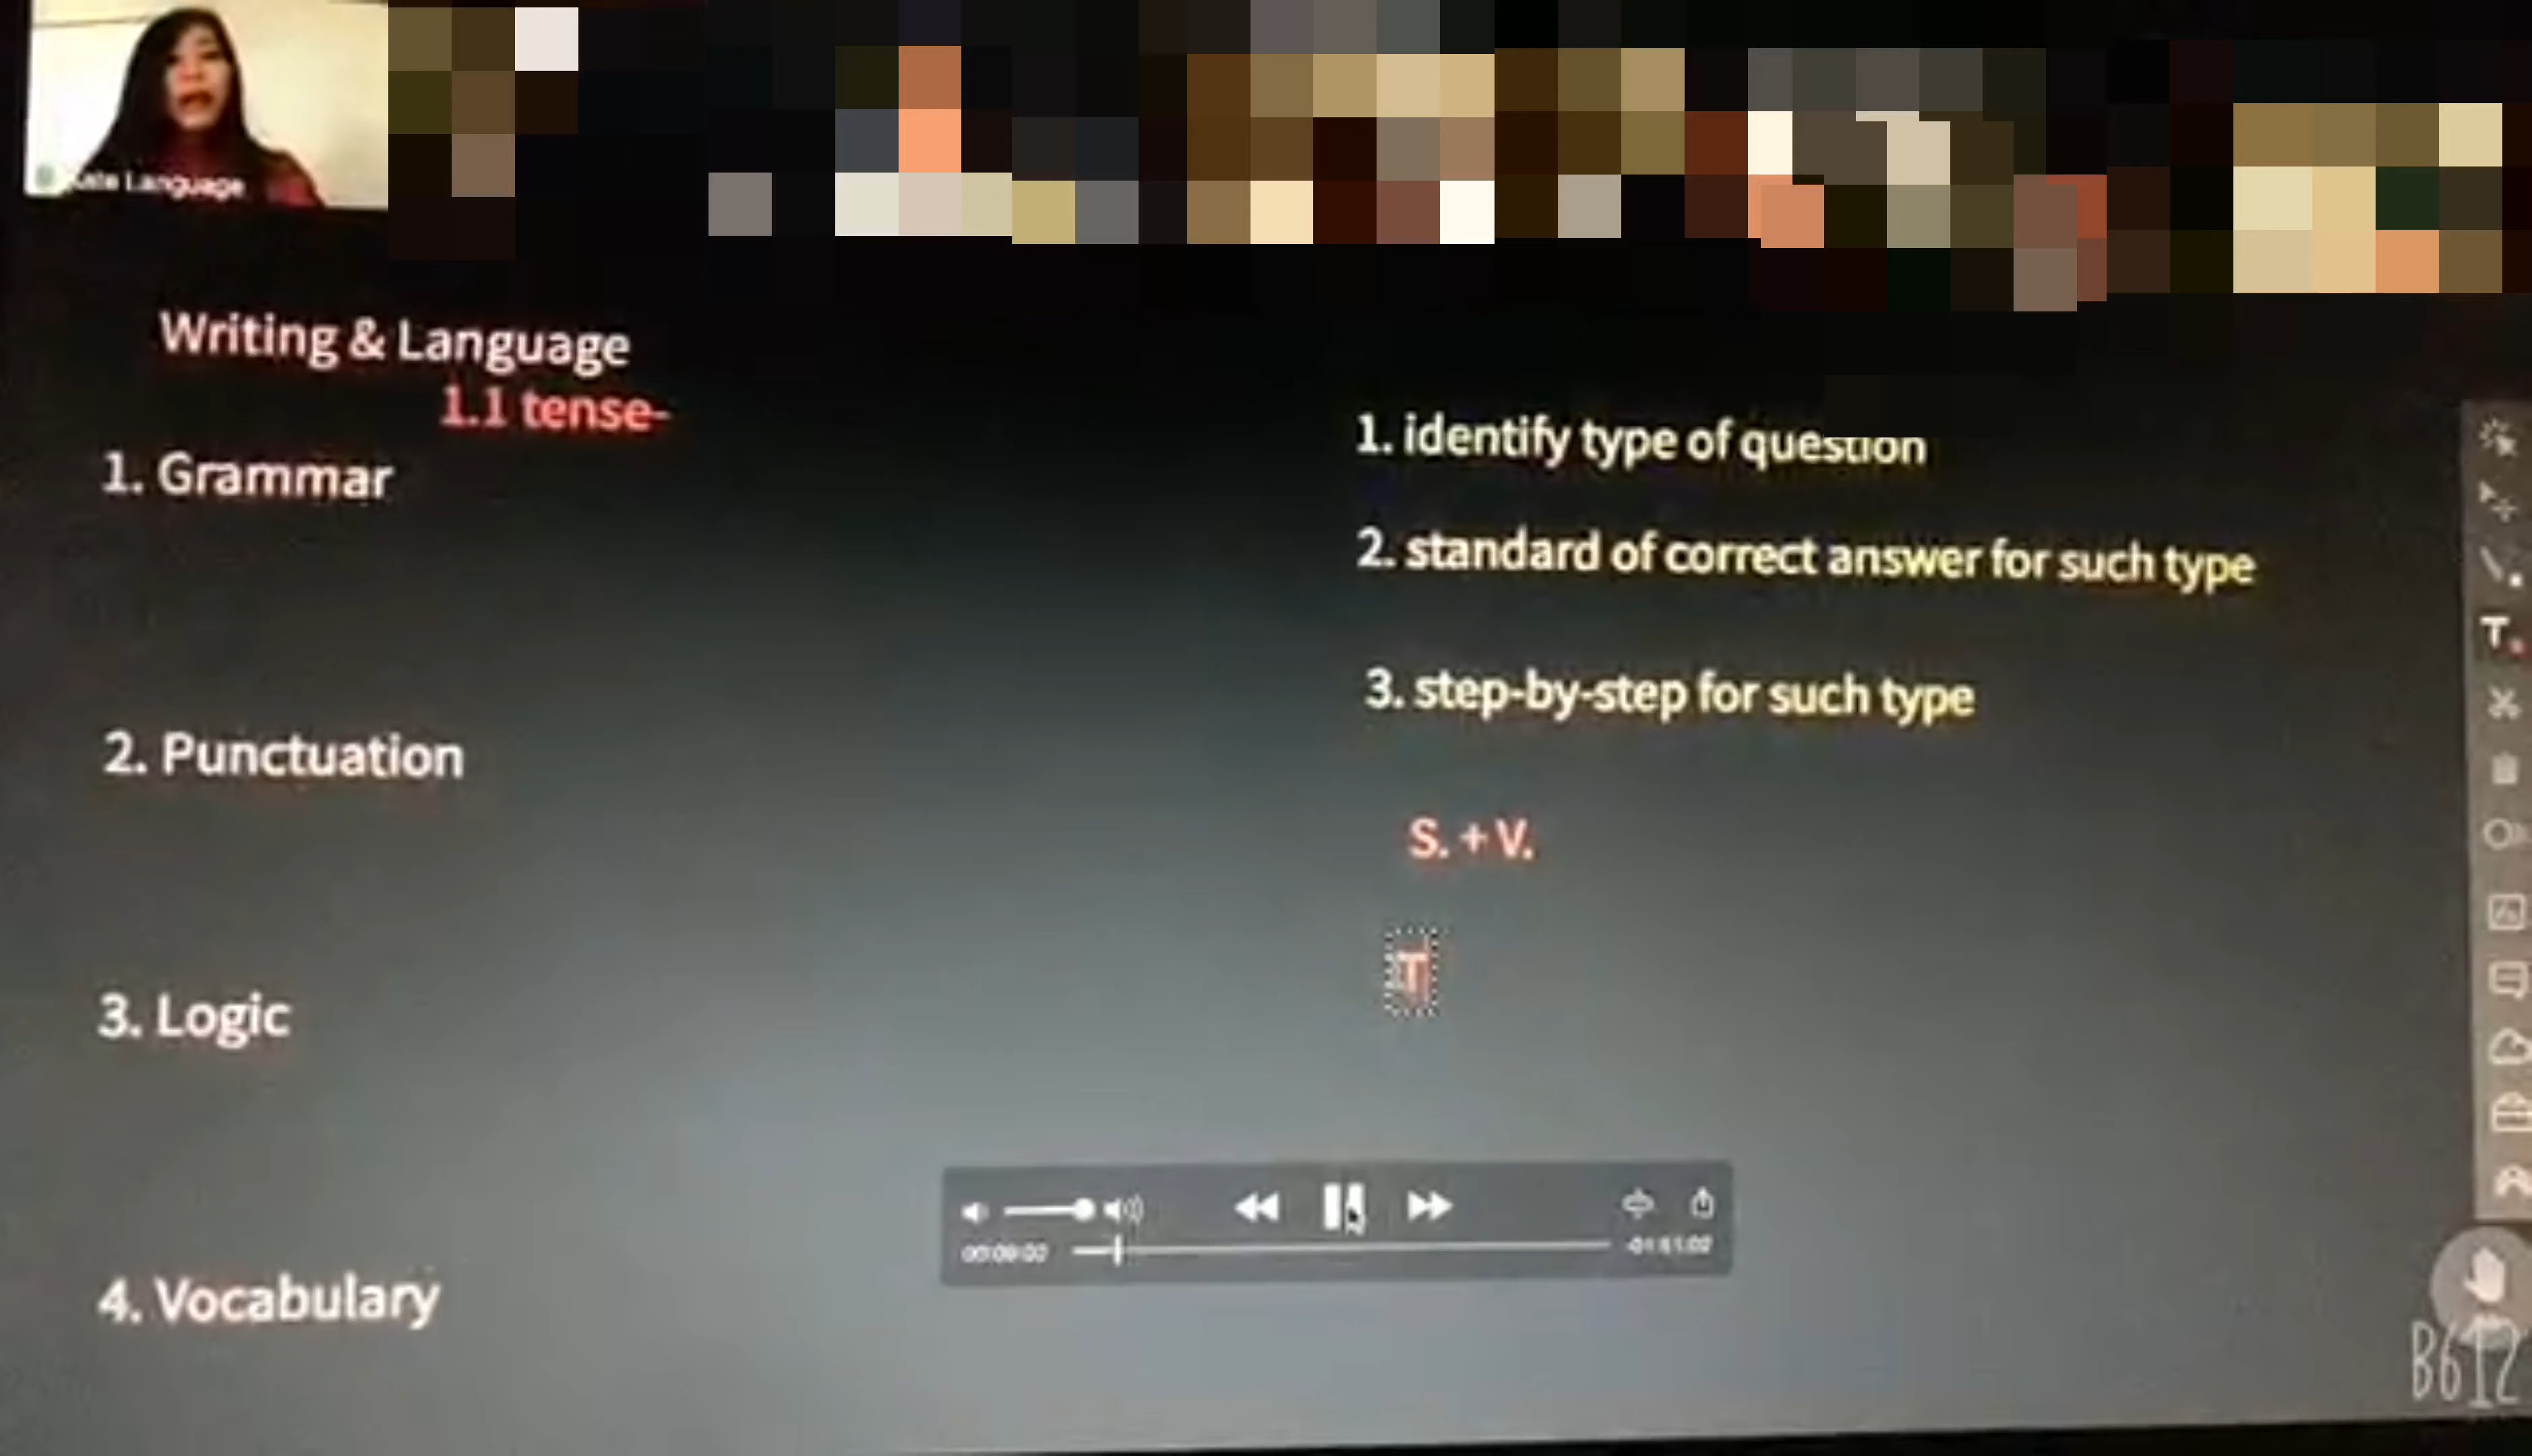 Language
Writing & Language
1.1 tense-
1. Grammar
2. Punctuation
3. Logic
4. Vocabulary
1. identify type of question
2. standard of correct answer for such type
3. step-by-step for such type
S. + V.
T
B612